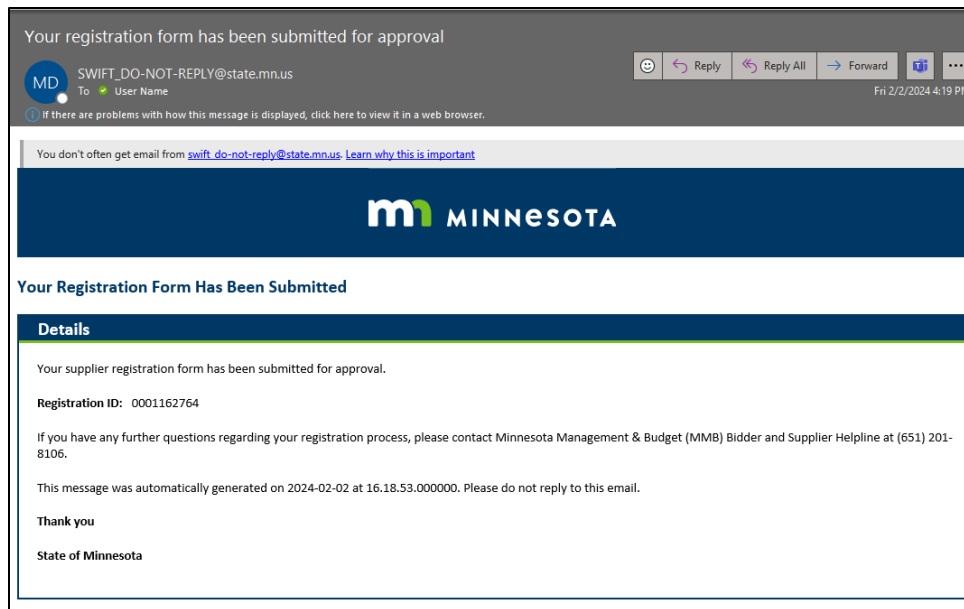 Your registration form has been submitted for approval
MD
SWIFT_DO-NOT-REPLY@state.mn.us
To User Name
Reply
Reply All
Forward
Fri 2/2/2024 4:19 PM
If there are problems with how this message is displayed, click here to view it in a web browser.
You don't often get email from swift_do-not-reply@state.mn.us. Learn why this is important
mn MINNESOTA
Your Registration Form Has Been Submitted
Details
Your supplier registration form has been submitted for approval.
Registration ID: 0001162764
If you have any further questions regarding your registration process, please contact Minnesota Management & Budget (MMB) Bidder and Supplier Helpline at (651) 201-
8106.
This message was automatically generated on 2024-02-02 at 16.18.53.000000. Please do not reply to this email.
Thank you
State of Minnesota